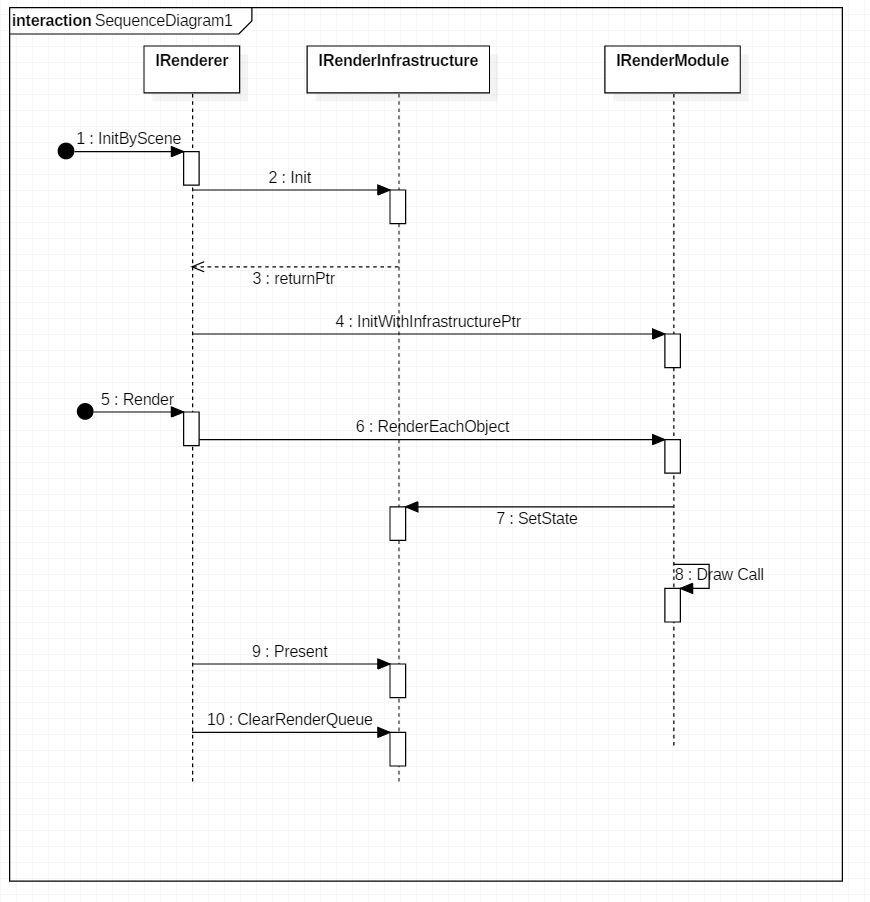 interaction SequenceDiagram1
IRenderer
IRenderInfrastructure
IRenderModule
1 : InitByScene
2 : Init
3 : returnPtr
4 : InitWithInfrastructurePtr
5 : Render
6 : RenderEachObject
7 : SetState
8 : Draw Call
9 : Present
10 : ClearRenderQueue